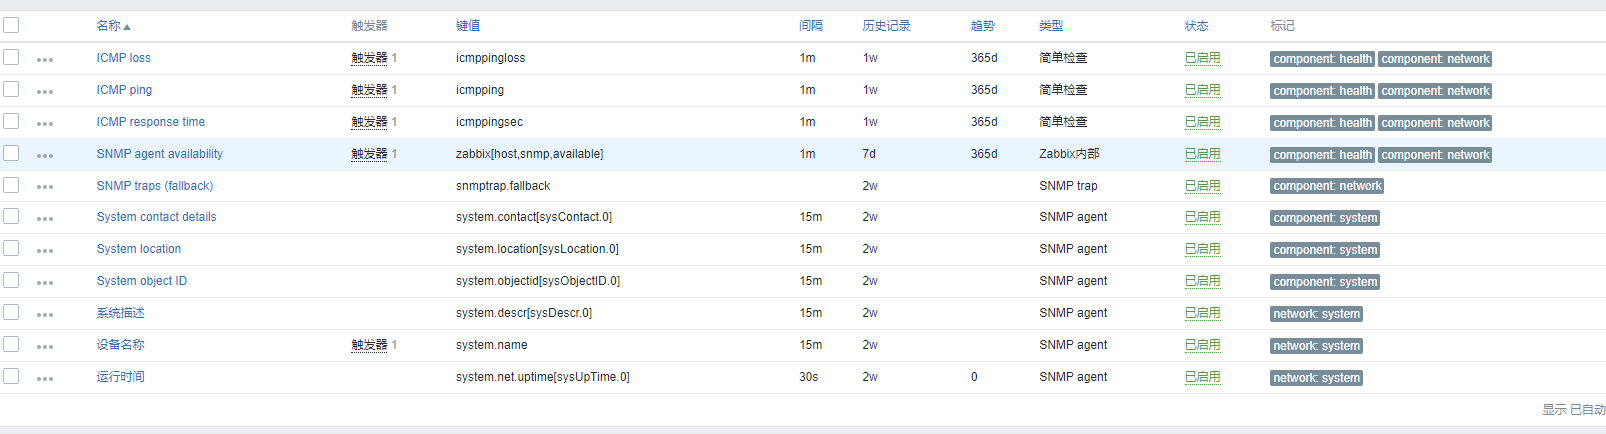 名称 触发器 键值 间隔 历史记录 趋势 类型 状态 标记
ICMP loss 触发器 1 icmppingloss 1m 1w 365d 简单检查 已启用 component: health component: network
ICMP ping 触发器 1 icmpping 1m 1w 365d 简单检查 已启用 component: health component: network
ICMP response time 触发器 1 icmppingsec 1m 1w 365d 简单检查 已启用 component: health component: network
SNMP agent availability 触发器 1 zabbix[host,snmp,available] 1m 7d 365d Zabbix内部 已启用 component: health component: network
SNMP traps (fallback) snmptrap.fallback 2w SNMP trap 已启用 component: network
System contact details system.contact[sysContact.0] 15m 2w SNMP agent 已启用 component: system
System location system.location[sysLocation.0] 15m 2w SNMP agent 已启用 component: system
System object ID system.objectid[sysObjectID.0] 15m 2w SNMP agent 已启用 component: system
系统描述 system.descr[sysDescr.0] 15m 2w SNMP agent 已启用 network: system
设备名称 触发器 1 system.name 15m 2w SNMP agent 已启用 network: system
运行时间 system.net.uptime[sysUpTime.0] 30s 2w 0 SNMP agent 已启用 network: system
显示 已自动